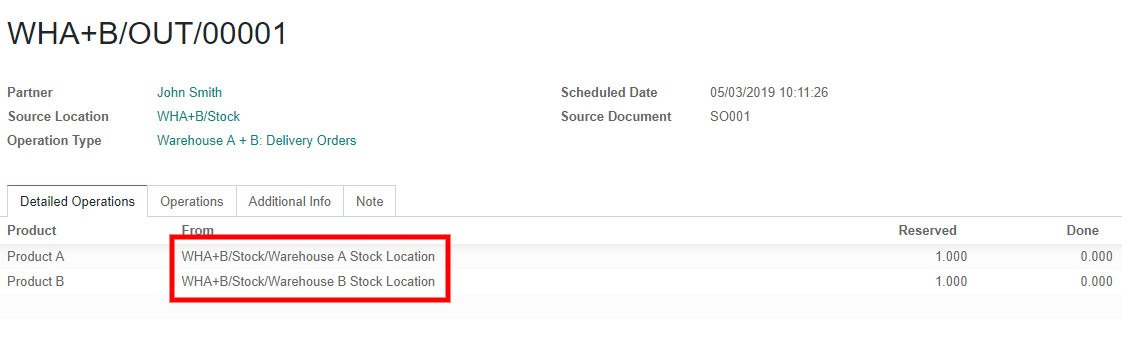 WHA+B/OUT/00001
Partner John Smith Scheduled Date 05/03/2019 10:11:26
Source Location WHA+B/Stock Source Document SO001
Operation Type Warehouse A + B: Delivery Orders
Detailed Operations Operations Additional Info Note
Product From Reserved Done
Product A WHA+B/Stock/Warehouse A Stock Location 1.000 0.000
Product B WHA+B/Stock/Warehouse B Stock Location 1.000 0.000